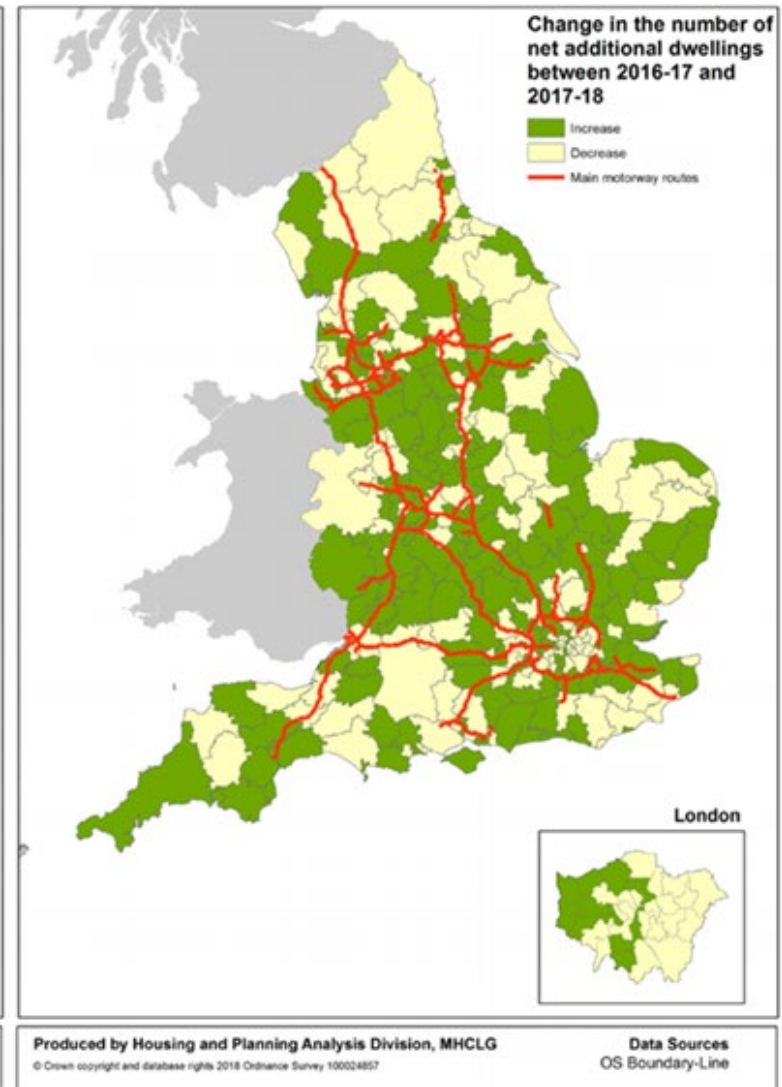 Change in the number of
net additional dwellings
between 2016-17 and
2017-18
Increase
Decrease
Main motorway routes
London
Produced by Housing and Planning Analysis Division, MHCLG
© Crown copyright and database rights 2018 Ordnance Survey 100024857
Data Sources
OS Boundary-Line